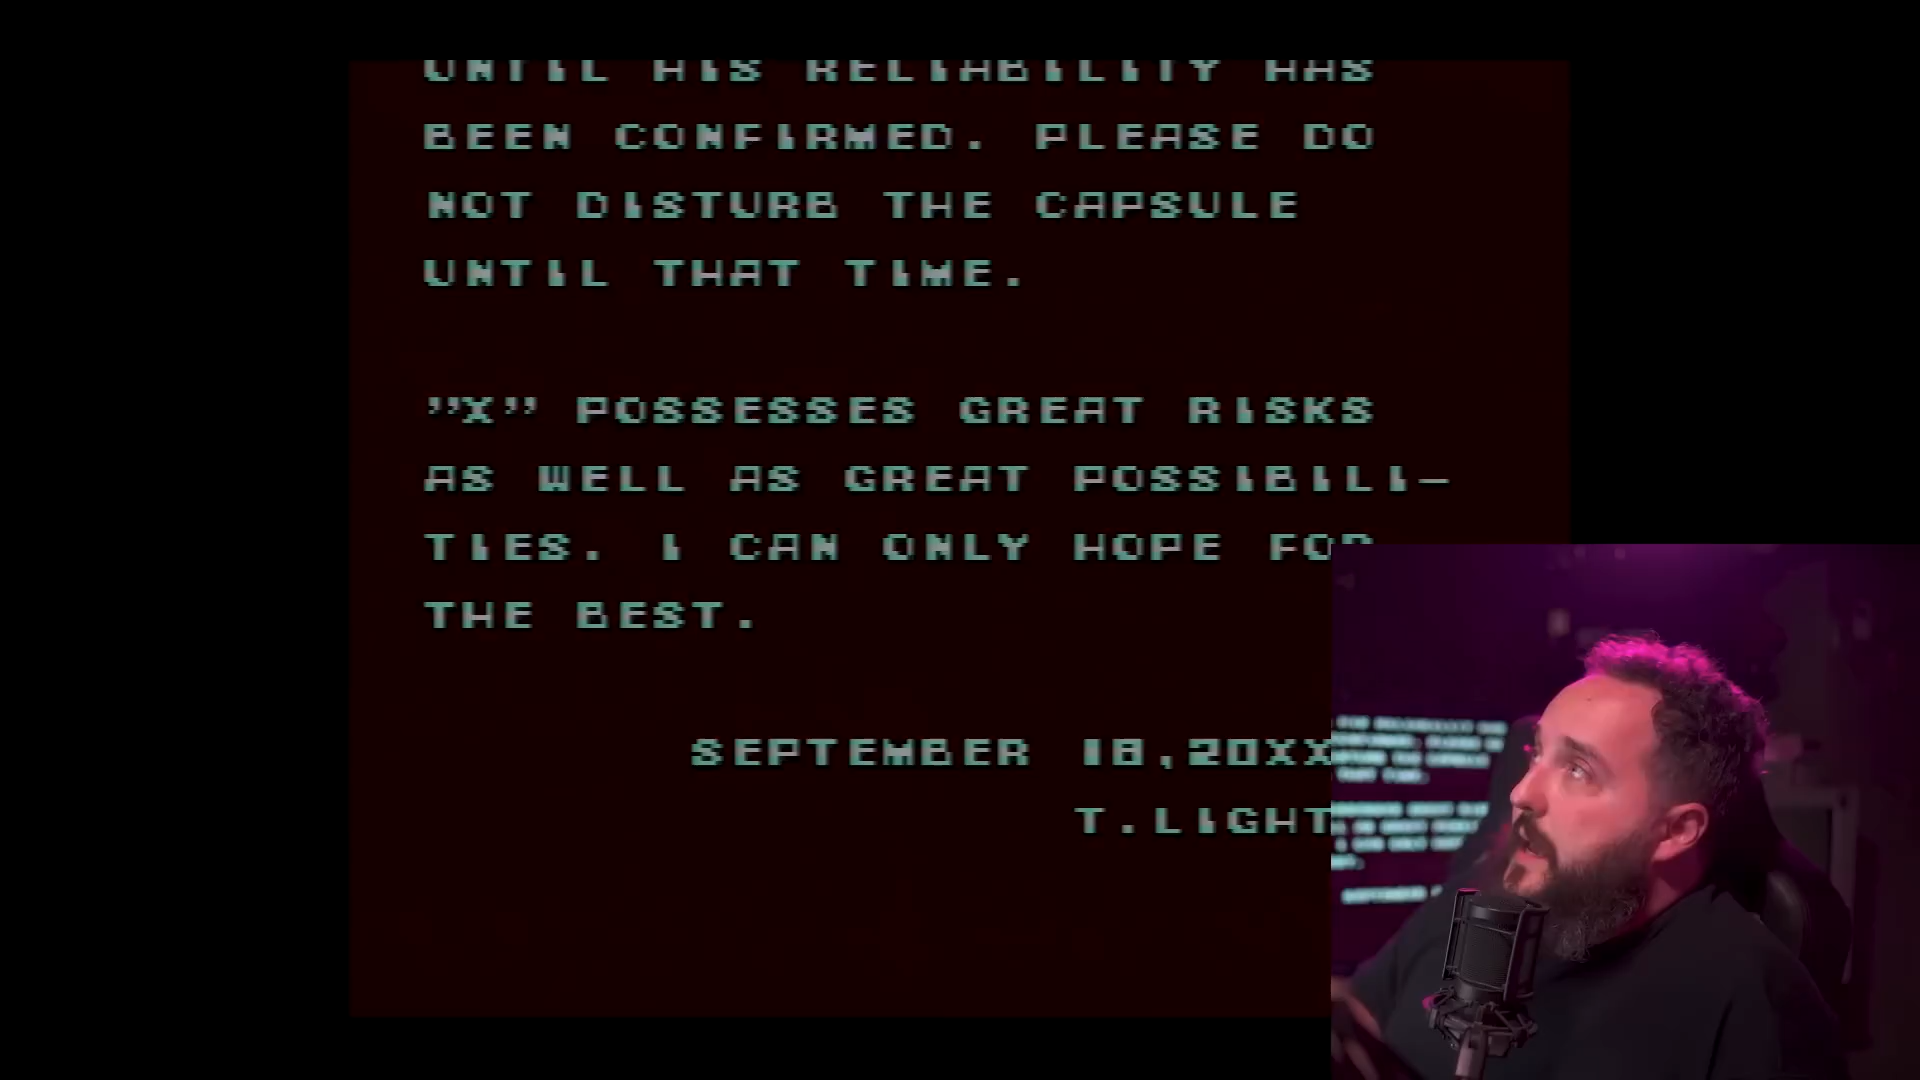 UNTIL HIS RELIABILITY HAS
BEEN CONFIRMED. PLEASE DO
NOT DISTURB THE CAPSULE
UNTIL THAT TIME.
"X" POSSESSES GREAT RISKS
AS WELL AS GREAT POSSIBILI-
TIES. I CAN ONLY HOPE FOR
THE BEST.
SEPTEMBER 18,20XX
T.LIGHT